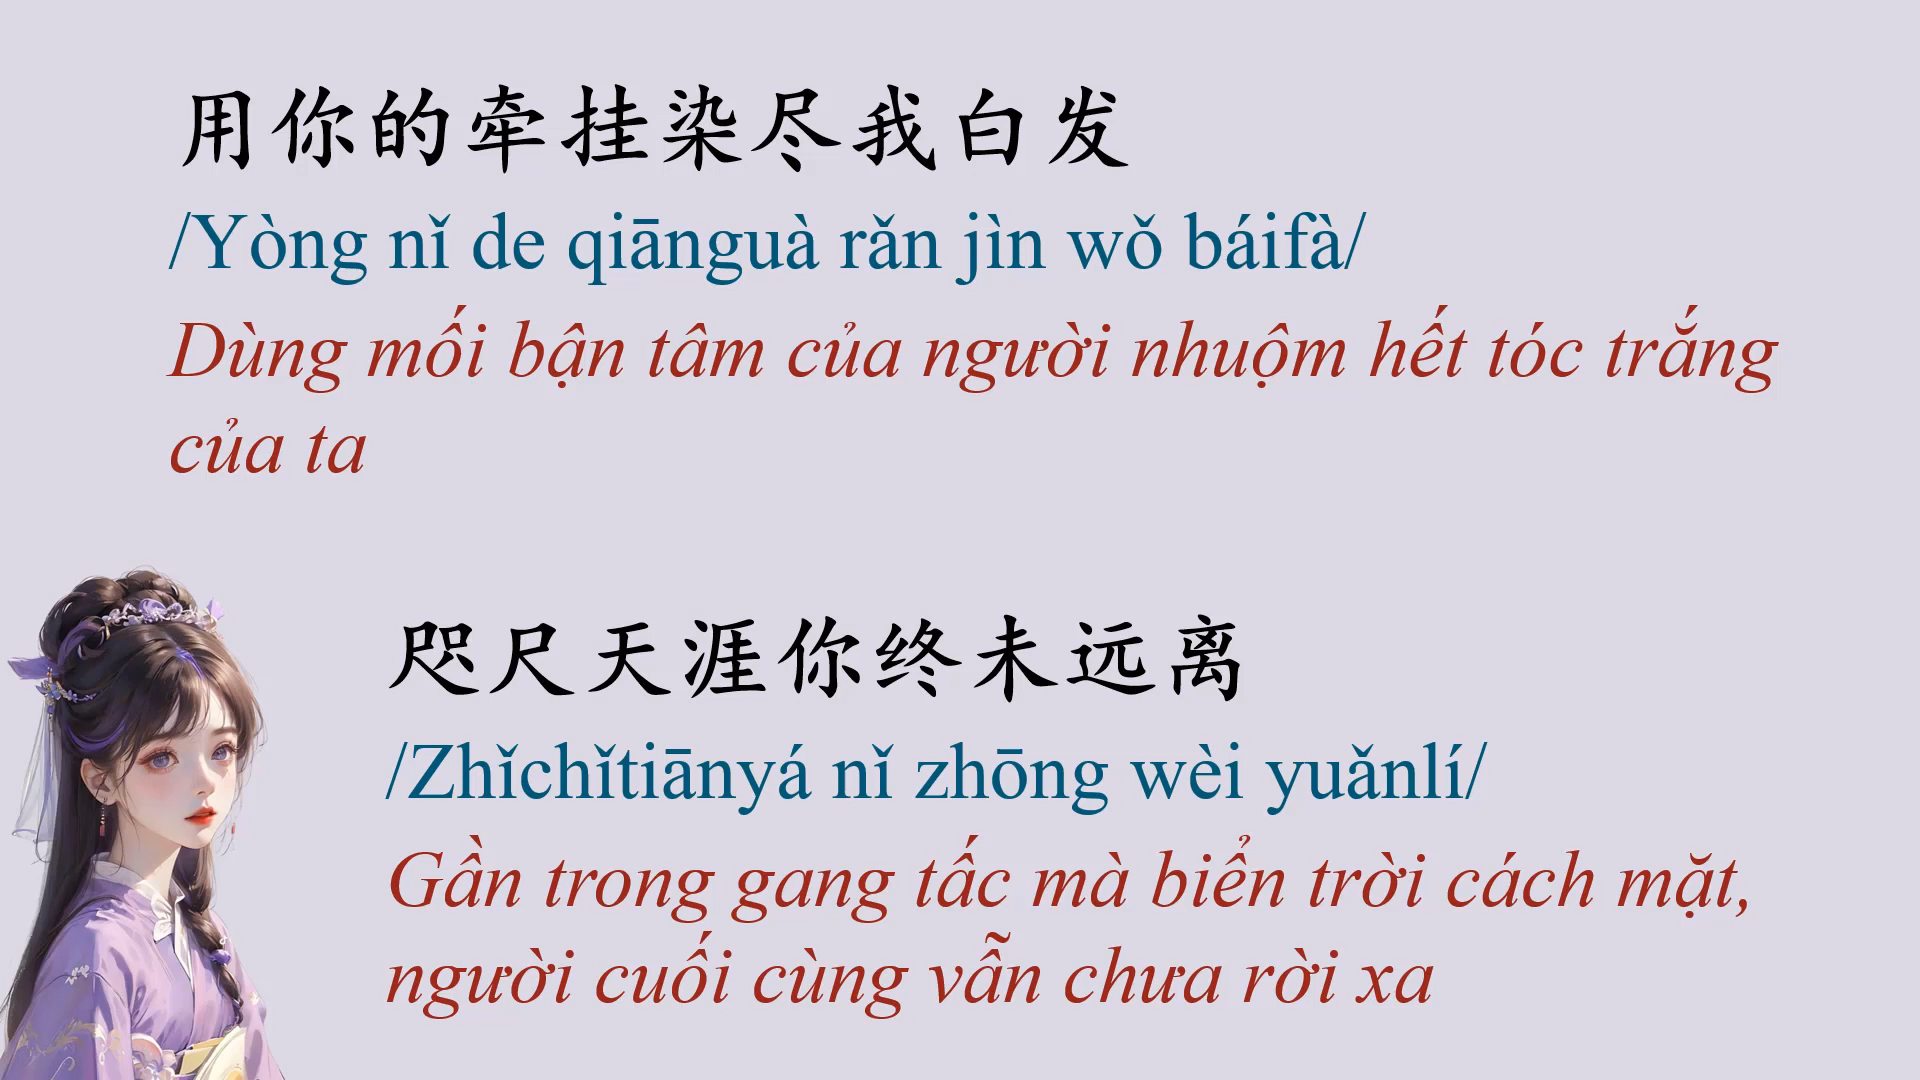 用你的牵挂染尽我白发
/Yòng nǐ de qiānguà rǎn jìn wǒ báifà/
Dùng mối bận tâm của người nhuộm hết tóc trắng
của ta
咫尺天涯你终未远离
/Zhǐchǐtiānyá nǐ zhōng wèi yuǎnlí/
Gần trong gang tấc mà biển trời cách mặt,
người cuối cùng vẫn chưa rời xa